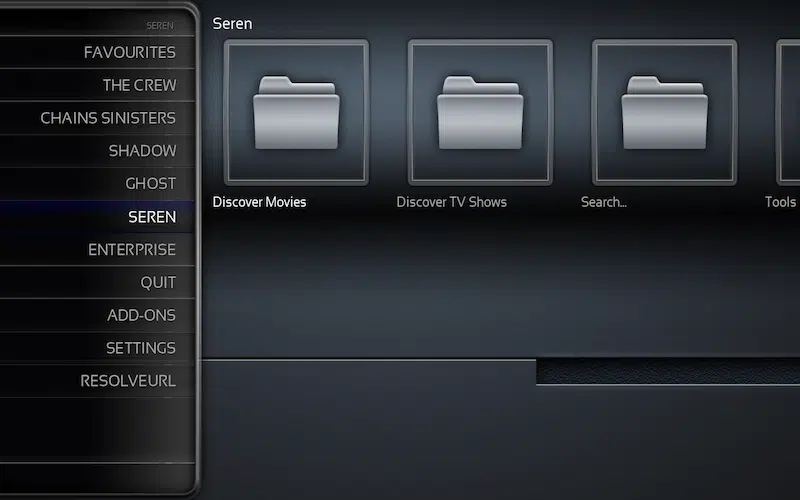 SEREN
FAVOURITES
THE CREW
CHAINS SINISTERS
SHADOW
GHOST
SEREN
ENTERPRISE
QUIT
ADD-ONS
SETTINGS
RESOLVEURL
Seren
Discover Movies
Discover TV Shows
Search...
Tools